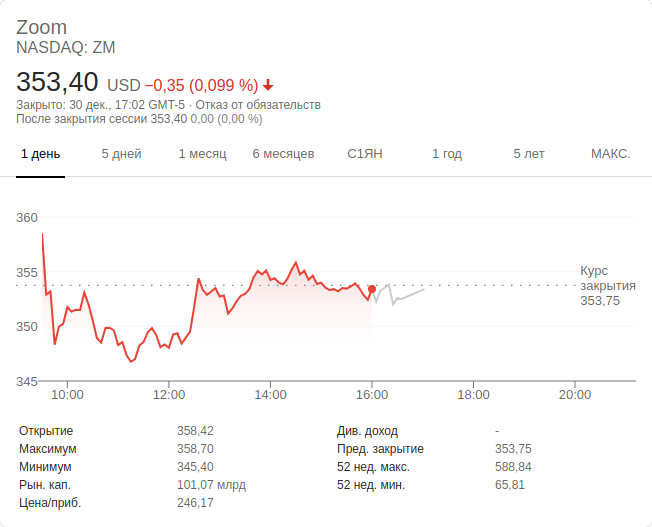 Zoom
NASDAQ: ZM
353,40 USD −0,35 (0,099 %)
Закрыто: 30 дек., 17:02 GMT-5 · Отказ от обязательств
После закрытия сессии 353,40 0,00 (0,00 %)
1 день 5 дней 1 месяц 6 месяцев С1ЯН 1 год 5 лет МАКС.
360
355
350
345
Курс
закрытия
353,75
10:00 12:00 14:00 16:00 18:00 20:00
Открытие 358,42 Див. доход -
Максимум 358,70 Пред. закрытие 353,75
Минимум 345,40 52 нед. макс. 588,84
Рын. кап. 101,07 млрд 52 нед. мин. 65,81
Цена/приб. 246,17